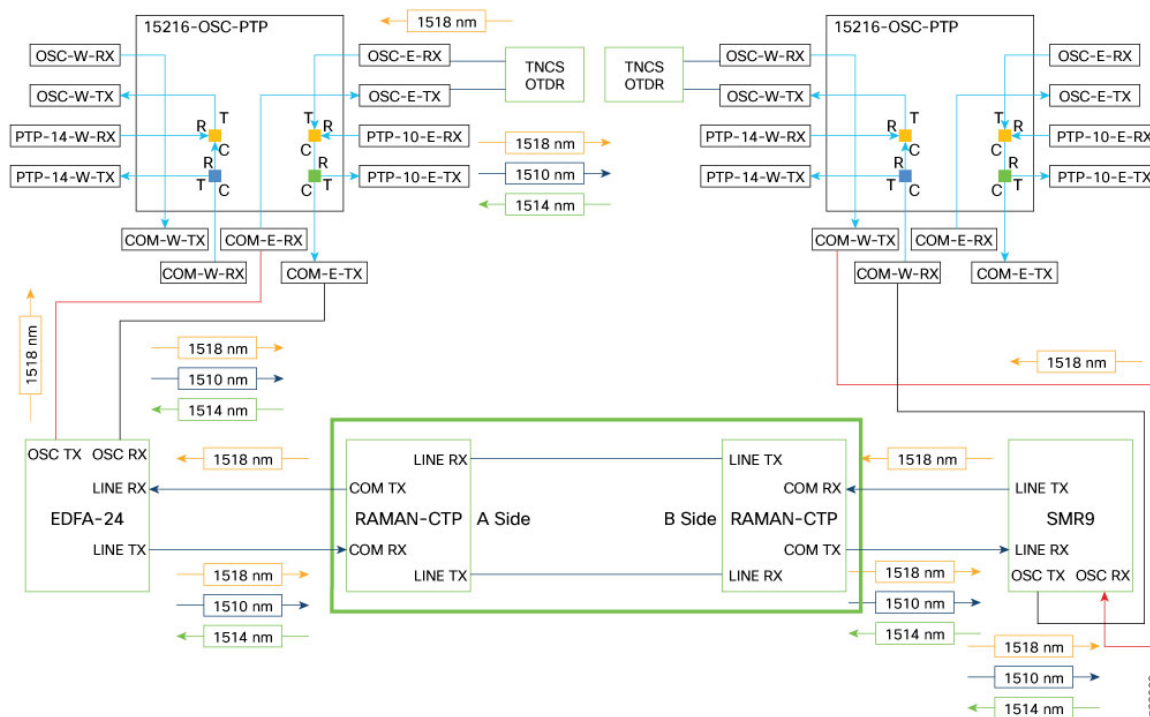 15216-OSC-PTP
1518 nm
15216-OSC-PTP
OSC-W-RX
OSC-E-RX
TNCS
OTDR
TNCS
OTDR
OSC-W-RX
OSC-E-RX
OSC-W-TX
OSC-E-TX
OSC-W-TX
OSC-E-TX
T
T
T
T
R
R
R
R
PTP-14-W-RX
PTP-10-E-RX
1518 nm
PTP-14-W-RX
PTP-10-E-RX
C
C
C
C
R
R
R
R
PTP-14-W-TX
PTP-10-E-TX
1510 nm
PTP-14-W-TX
PTP-10-E-TX
T
C
C
T
T
C
C
T
1514 nm
COM-W-TX
COM-E-RX
COM-W-TX
COM-E-RX
COM-W-RX
COM-E-TX
COM-W-RX
COM-E-TX
1518 nm
1518 nm
1510 nm
1514 nm
1518 nm
OSC TX
OSC RX
LINE RX
EDFA-24
LINE TX
1518 nm
LINE RX
COM TX
RAMAN-CTP
A Side
COM RX
LINE TX
LINE TX
COM RX
B Side
RAMAN-CTP
COM TX
LINE RX
1518 nm
LINE TX
SMR9
LINE RX
OSC TX
OSC RX
1518 nm
1510 nm
1514 nm
1518 nm
1510 nm
1514 nm
1518 nm
1510 nm
1514 nm